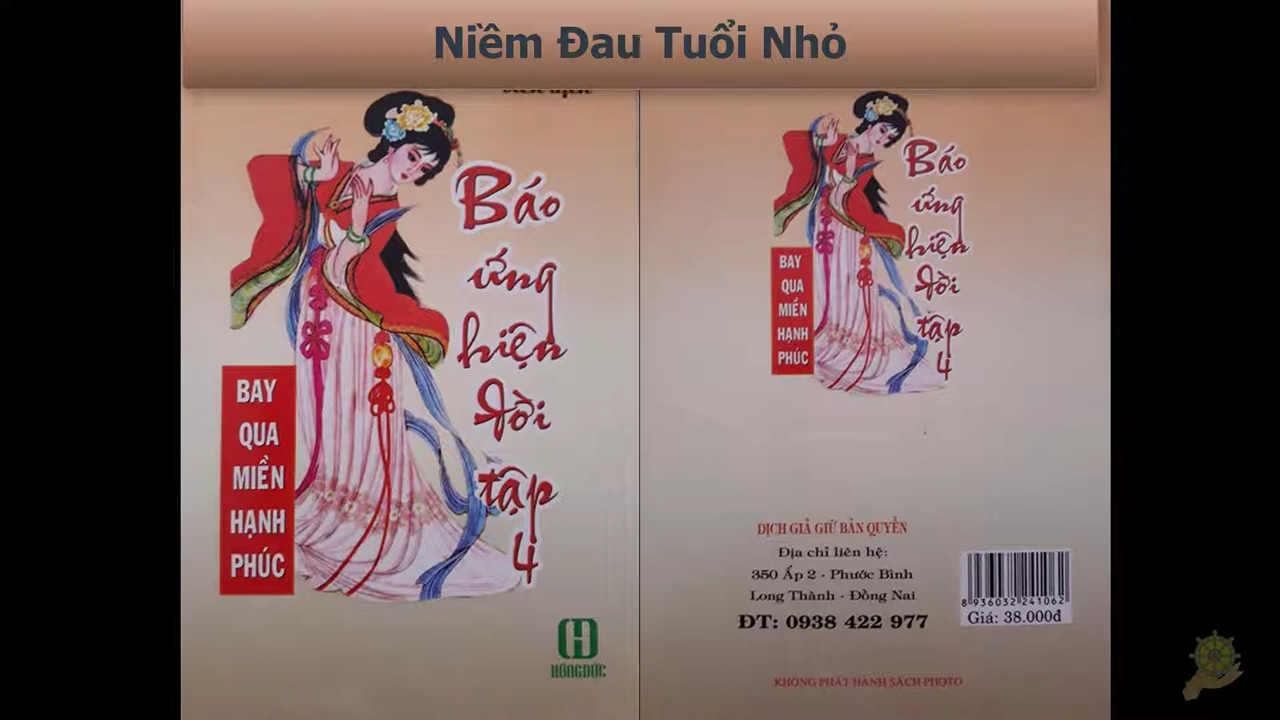 Niềm Đau Tuổi Nhỏ
Báo
ứng
hiện
đời
tập
4
BAY
QUA
MIỀN
HẠNH
PHÚC
HỒNG ĐỨC
Báo
ứng
hiện
đời
tập
4
BAY
QUA
MIỀN
HẠNH
PHÚC
DỊCH GIẢ GIỮ BẢN QUYỀN
Địa chỉ liên hệ:
350 Ấp 2 - Phước Bình
Long Thành - Đồng Nai
ĐT: 0938 422 977
8 936032 241062
Giá: 38.000đ
KHÔNG PHÁT HÀNH SÁCH PHOTO